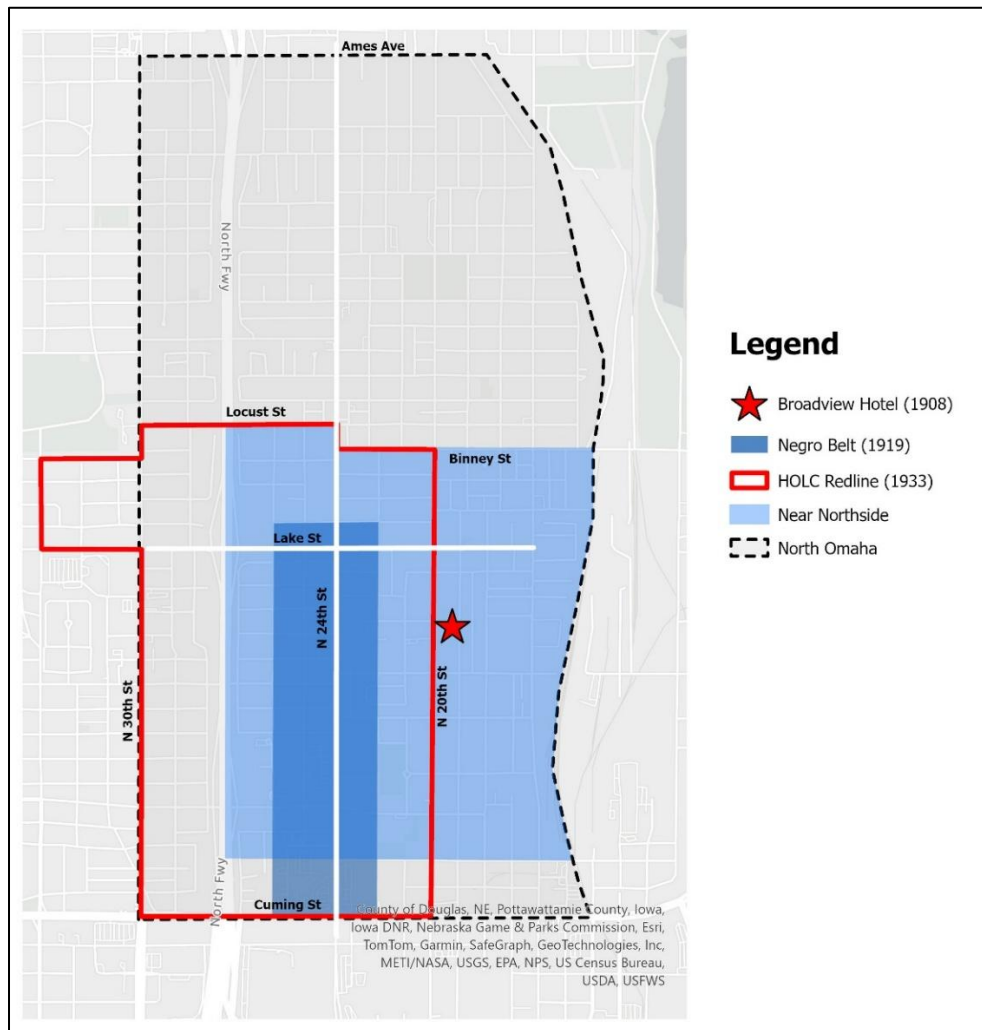 Ames Ave
North Fwy
Locust St
Binney St
Lake St
N 24th St
N 30th St
N 20th St
North Fwy
Cuming St
County of Douglas, NE, Pottawattamie County, Iowa,
Iowa DNR, Nebraska Game & Parks Commission, Esri,
TomTom, Garmin, SafeGraph, GeoTechnologies, Inc,
METI/NASA, USGS, EPA, NPS, US Census Bureau,
USDA, USFWS
Legend
Broadview Hotel (1908)
Negro Belt (1919)
HOLC Redline (1933)
Near Northside
North Omaha